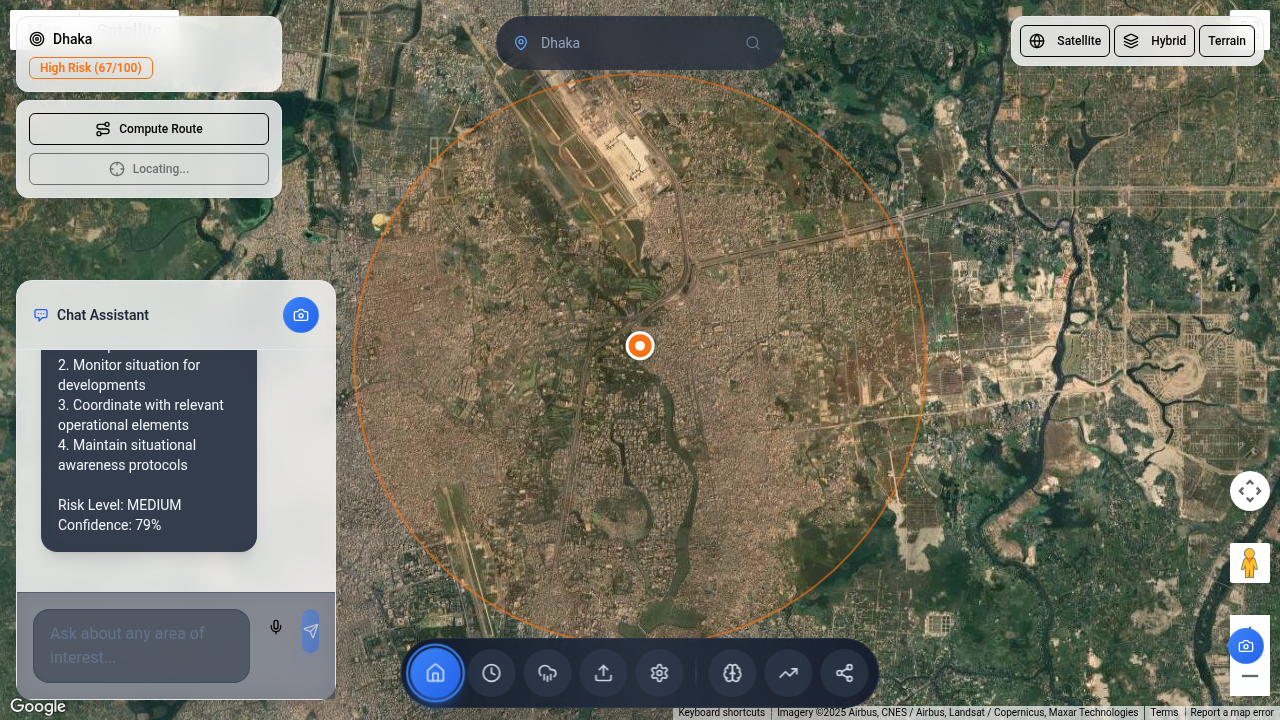 Dhaka
High Risk (67/100)
Compute Route
Locating...
Dhaka
Satellite
Hybrid
Terrain
Satellite
Chat Assistant
2. Monitor situation for
developments
3. Coordinate with relevant
operational elements
4. Maintain situational
awareness protocols
Risk Level: MEDIUM
Confidence: 79%
Ask about any area of
interest...
Google
Keyboard shortcuts
Imagery ©2025 Airbus, CNES / Airbus, Landsat / Copernicus, Maxar Technologies
Terms
Report a map error